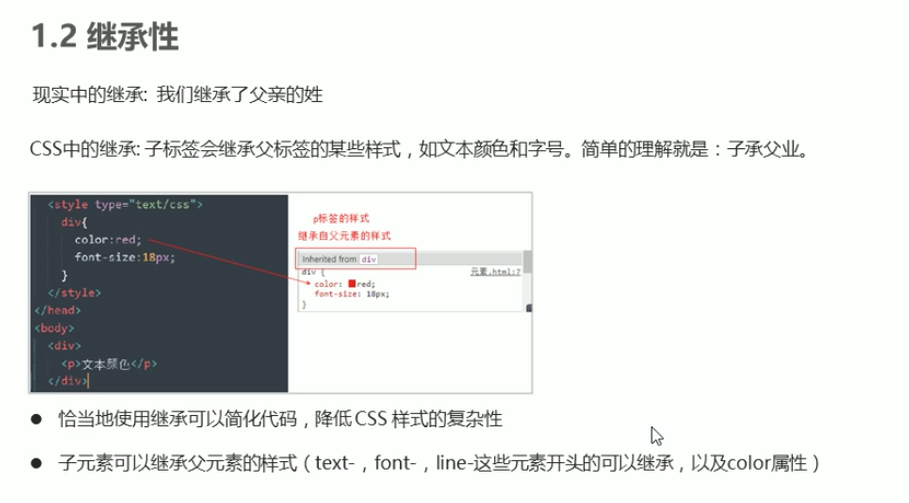 1.2 继承性
现实中的继承: 我们继承了父亲的姓
CSS中的继承: 子标签会继承父标签的某些样式，如文本颜色和字号。简单的理解就是：子承父业。
<style type="text/css">
div{
color:red;
font-size:18px;
}
</style>
</head>
<body>
<div>
<p>文本颜色</p>
</div>
p标签的样式
继承自父元素的样式
Inherited from div
div {
元素.html:7
color: red;
font-size: 18px;
}
● 恰当地使用继承可以简化代码，降低 CSS 样式的复杂性
● 子元素可以继承父元素的样式（text-，font-，line-这些元素开头的可以继承，以及color属性）